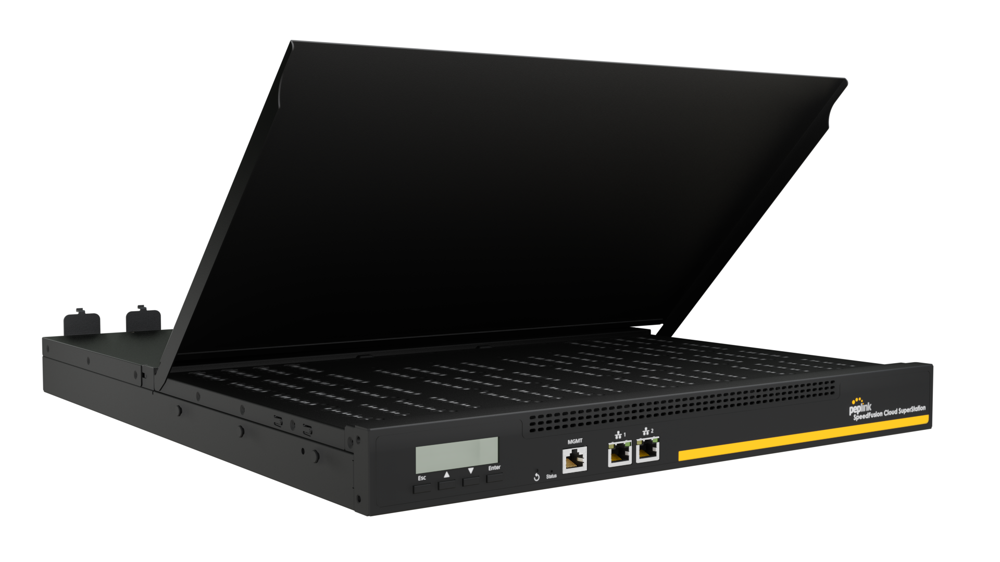 peplink
SpeedFusion Cloud SuperStation
MGMT
1
2
Esc
Enter
Status